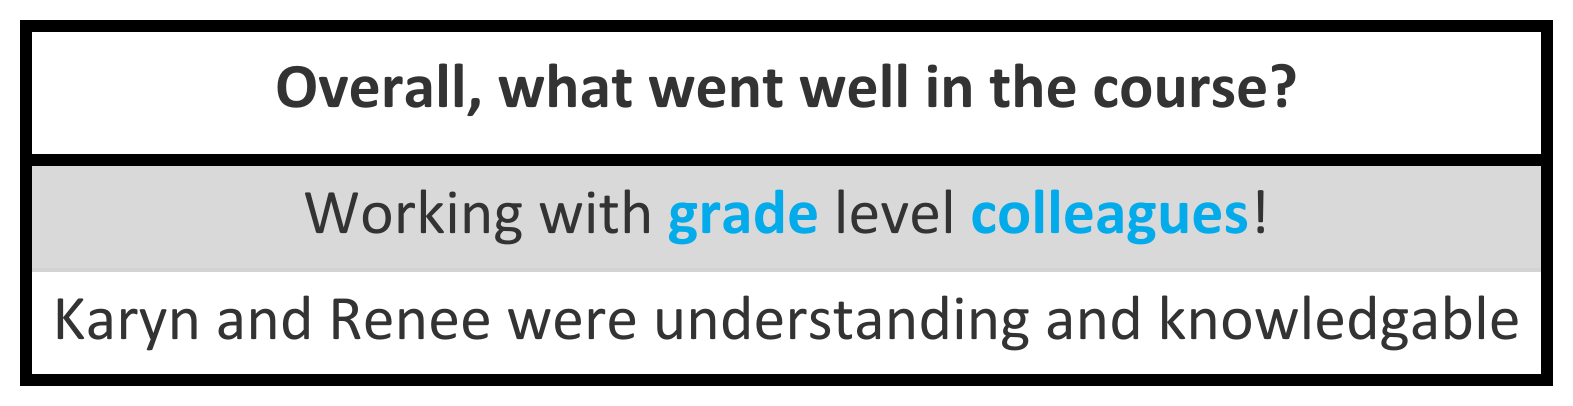 Overall, what went well in the course?
Working with grade level colleagues!
Karyn and Renee were understanding and knowledgable